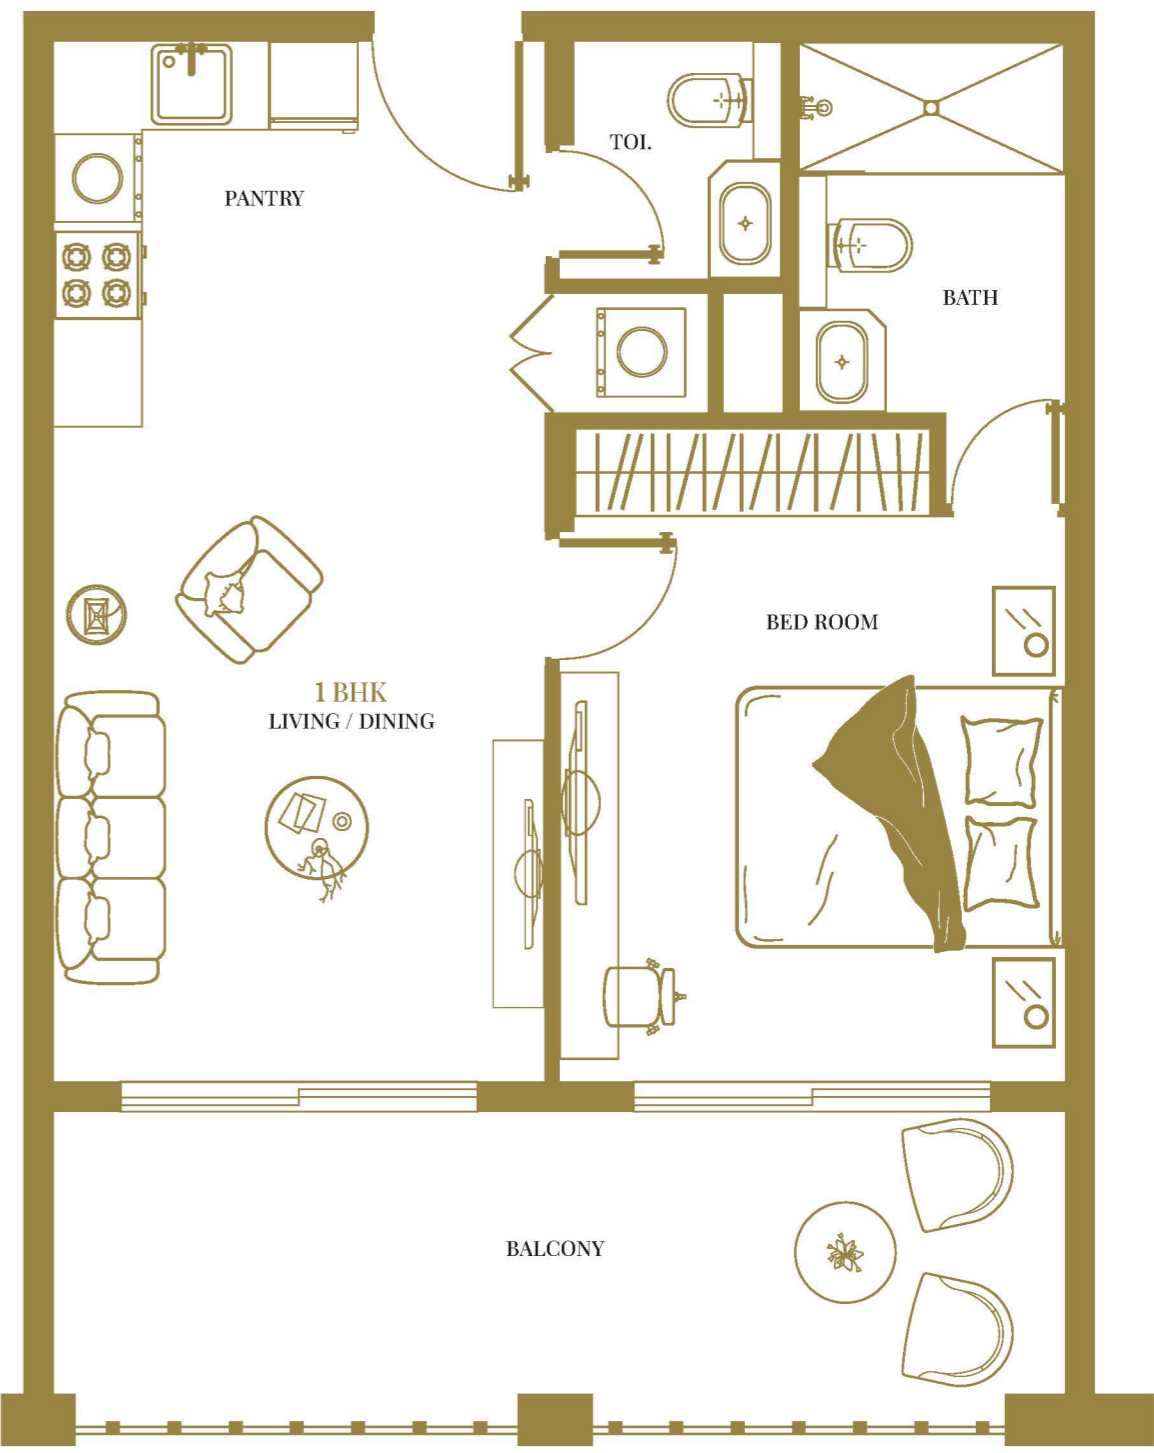 TOI.
PANTRY
BATH
BED ROOM
1 BHK
LIVING / DINING
BALCONY